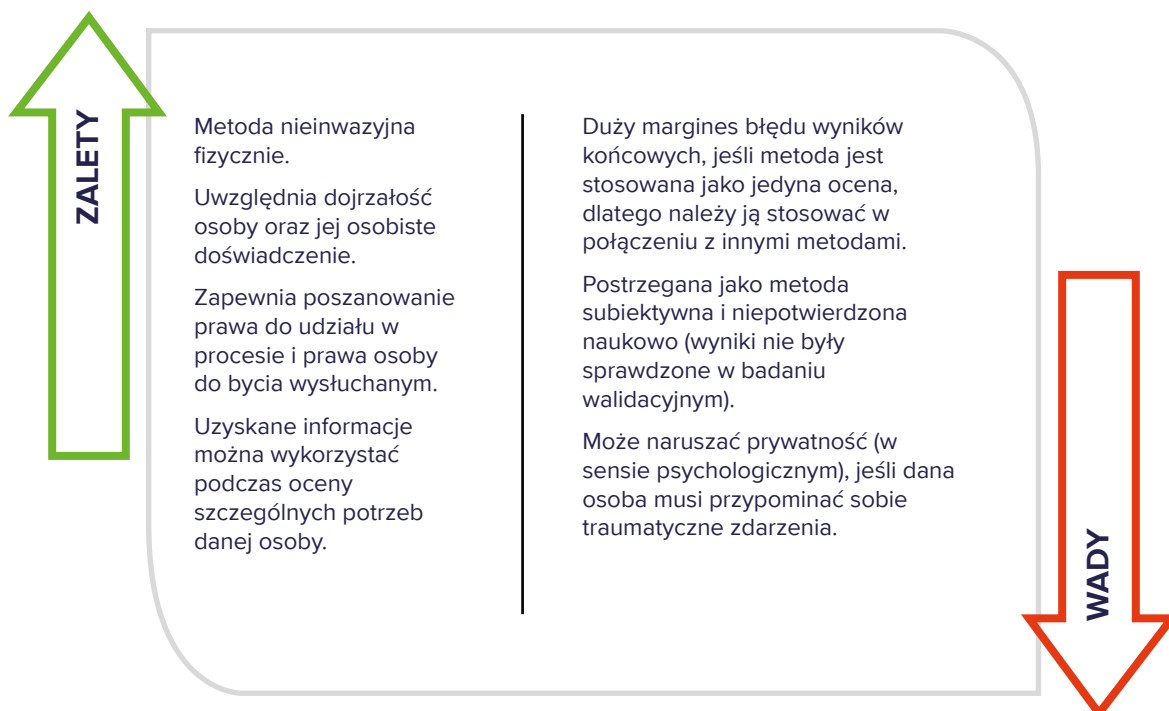 ZALETY
Metoda nieinwazyjna
fizycznie.
Uwzględnia dojrzałość
osoby oraz jej osobiste
doświadczenie.
Zapewnia poszanowanie
prawa do udziału w
procesie i prawa osoby
do bycia wysłuchanym.
Uzyskane informacje
można wykorzystać
podczas oceny
szczególnych potrzeb
danej osoby.
Duży margines błędu wyników
końcowych, jeśli metoda jest
stosowana jako jedyna ocena,
dlatego należy ją stosować w
połączeniu z innymi metodami.
Postrzegana jako metoda
subiektywna i niepotwierdzona
naukowo (wyniki nie były
sprawdzone w badaniu
walidacyjnym).
Może naruszać prywatność (w
sensie psychologicznym), jeśli dana
osoba musi przypominać sobie
traumatyczne zdarzenia.
WADY